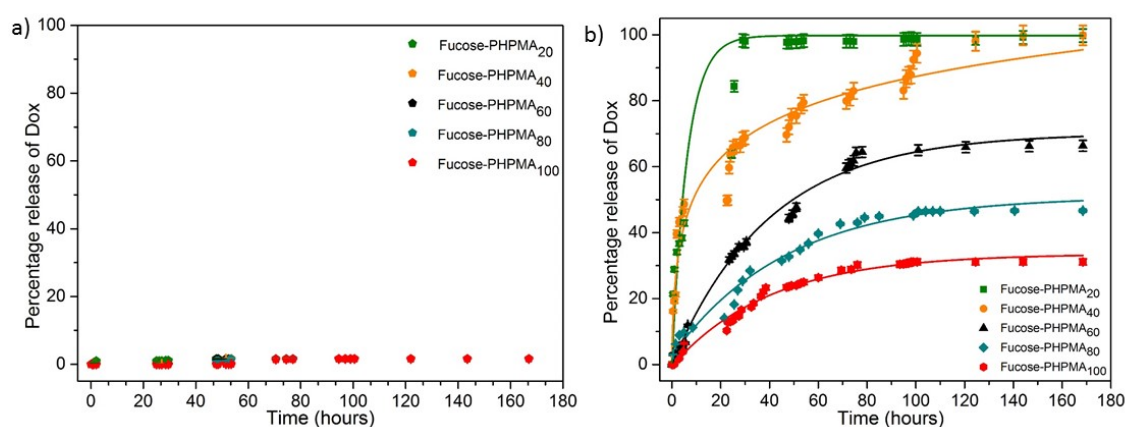 a)
100
80
60
40
20
0
Percentage release of Dox
Fucose-PHPMA20
Fucose-PHPMA40
Fucose-PHPMA60
Fucose-PHPMA80
Fucose-PHPMA100
0 20 40 60 80 100 120 140 160 180
Time (hours)
b)
100
80
60
40
20
0
Percentage release of Dox
Fucose-PHPMA20
Fucose-PHPMA40
Fucose-PHPMA60
Fucose-PHPMA80
Fucose-PHPMA100
0 20 40 60 80 100 120 140 160 180
Time (hours)